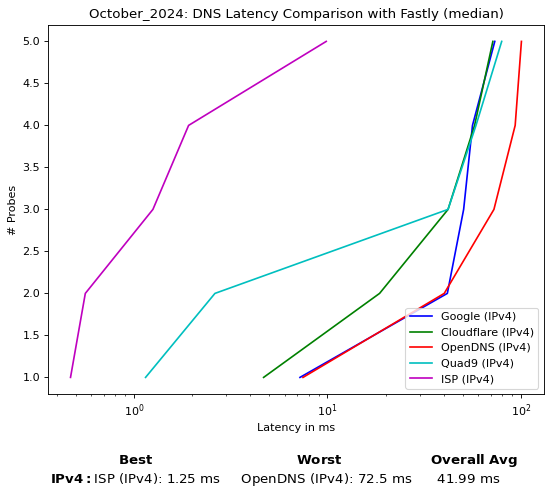 October_2024: DNS Latency Comparison with Fastly (median)
5.0
4.5
4.0
3.5
3.0
2.5
2.0
1.5
1.0
# Probes
Google (IPv4)
Cloudflare (IPv4)
OpenDNS (IPv4)
Quad9 (IPv4)
ISP (IPv4)
10⁰ 10¹ 10²
Latency in ms
Best Worst Overall Avg
IPv4: ISP (IPv4): 1.25 ms OpenDNS (IPv4): 72.5 ms 41.99 ms